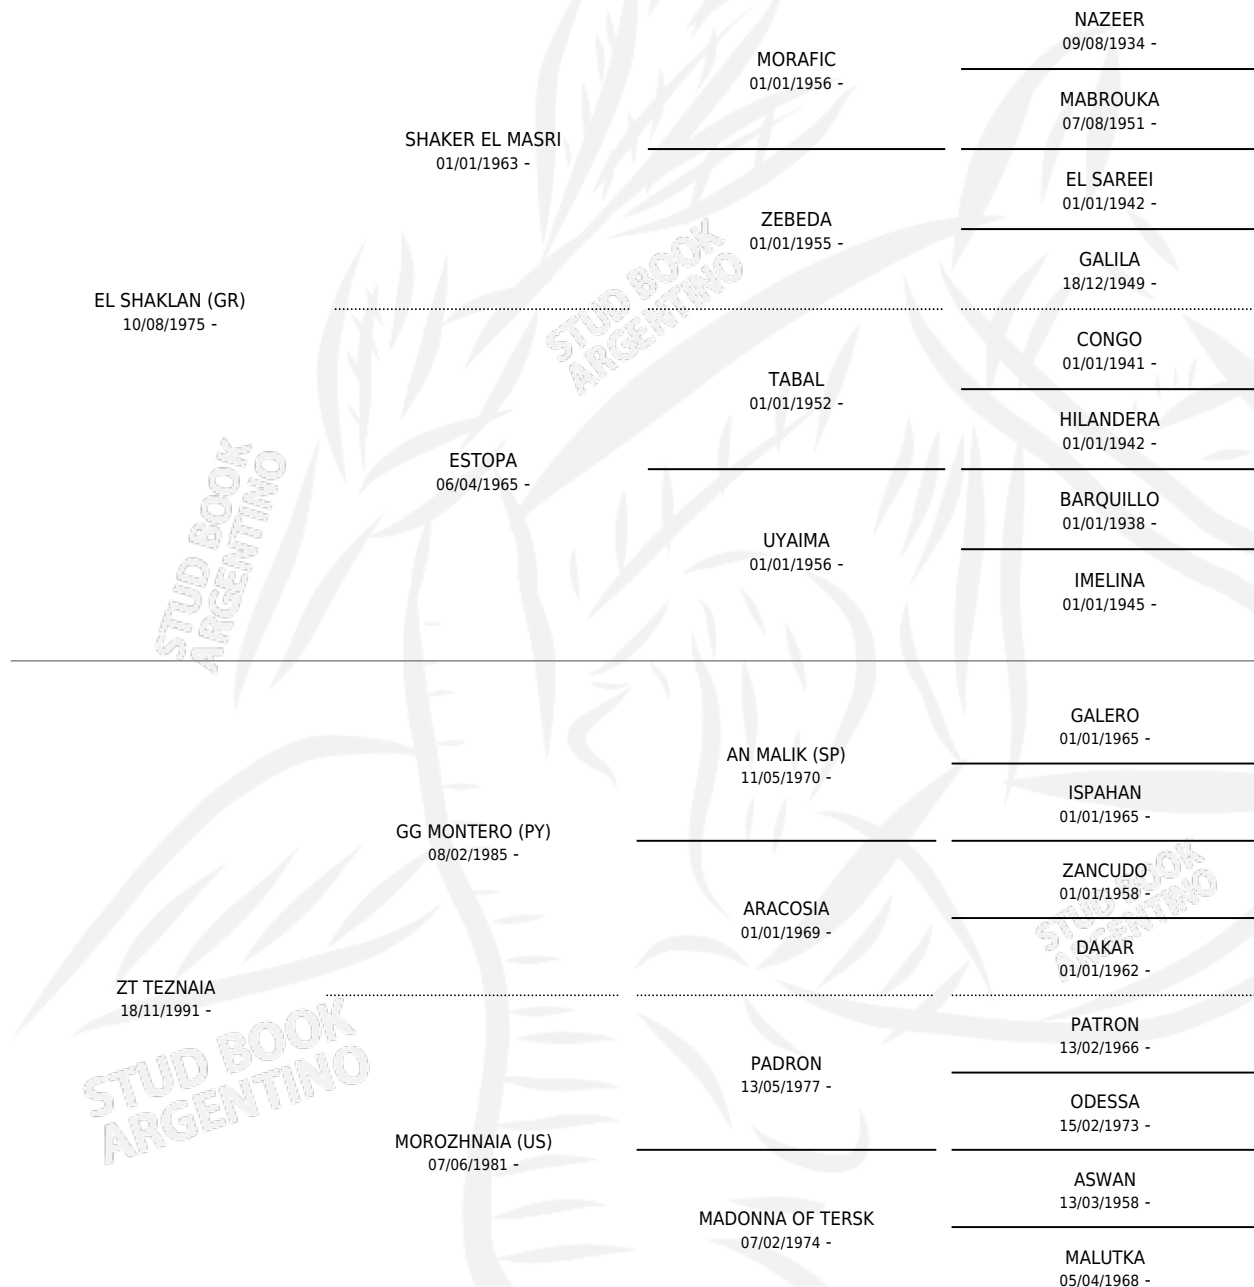 NAZEER
09/08/1934 -
MORAFIC
01/01/1956 -
MABROUKA
07/08/1951 -
SHAKER EL MASRI
01/01/1963 -
EL SAREEI
01/01/1942 -
ZEBEDA
01/01/1955 -
GALILA
18/12/1949 -
EL SHAKLAN (GR)
10/08/1975 -
CONGO
01/01/1941 -
TABAL
01/01/1952 -
HILANDERA
01/01/1942 -
ESTOPA
06/04/1965 -
BARQUILLO
01/01/1938 -
UYAIMA
01/01/1956 -
IMELINA
01/01/1945 -
GALERO
01/01/1965 -
AN MALIK (SP)
11/05/1970 -
ISPAHAN
01/01/1965 -
GG MONTERO (PY)
08/02/1985 -
ZANCUDO
01/01/1958 -
ARACOSIA
01/01/1969 -
DAKAR
01/01/1962 -
ZT TEZNAIA
18/11/1991 -
PATRON
13/02/1966 -
PADRON
13/05/1977 -
ODESSA
15/02/1973 -
MOROZHNAIA (US)
07/06/1981 -
ASWAN
13/03/1958 -
MADONNA OF TERSK
07/02/1974 -
MALUTKA
05/04/1968 -
STUD BOOK
ARGENTINO
STUD BOOK
ARGENTINO
STUD BOOK
ARGENTINO
STUD BOOK
ARGENTINO